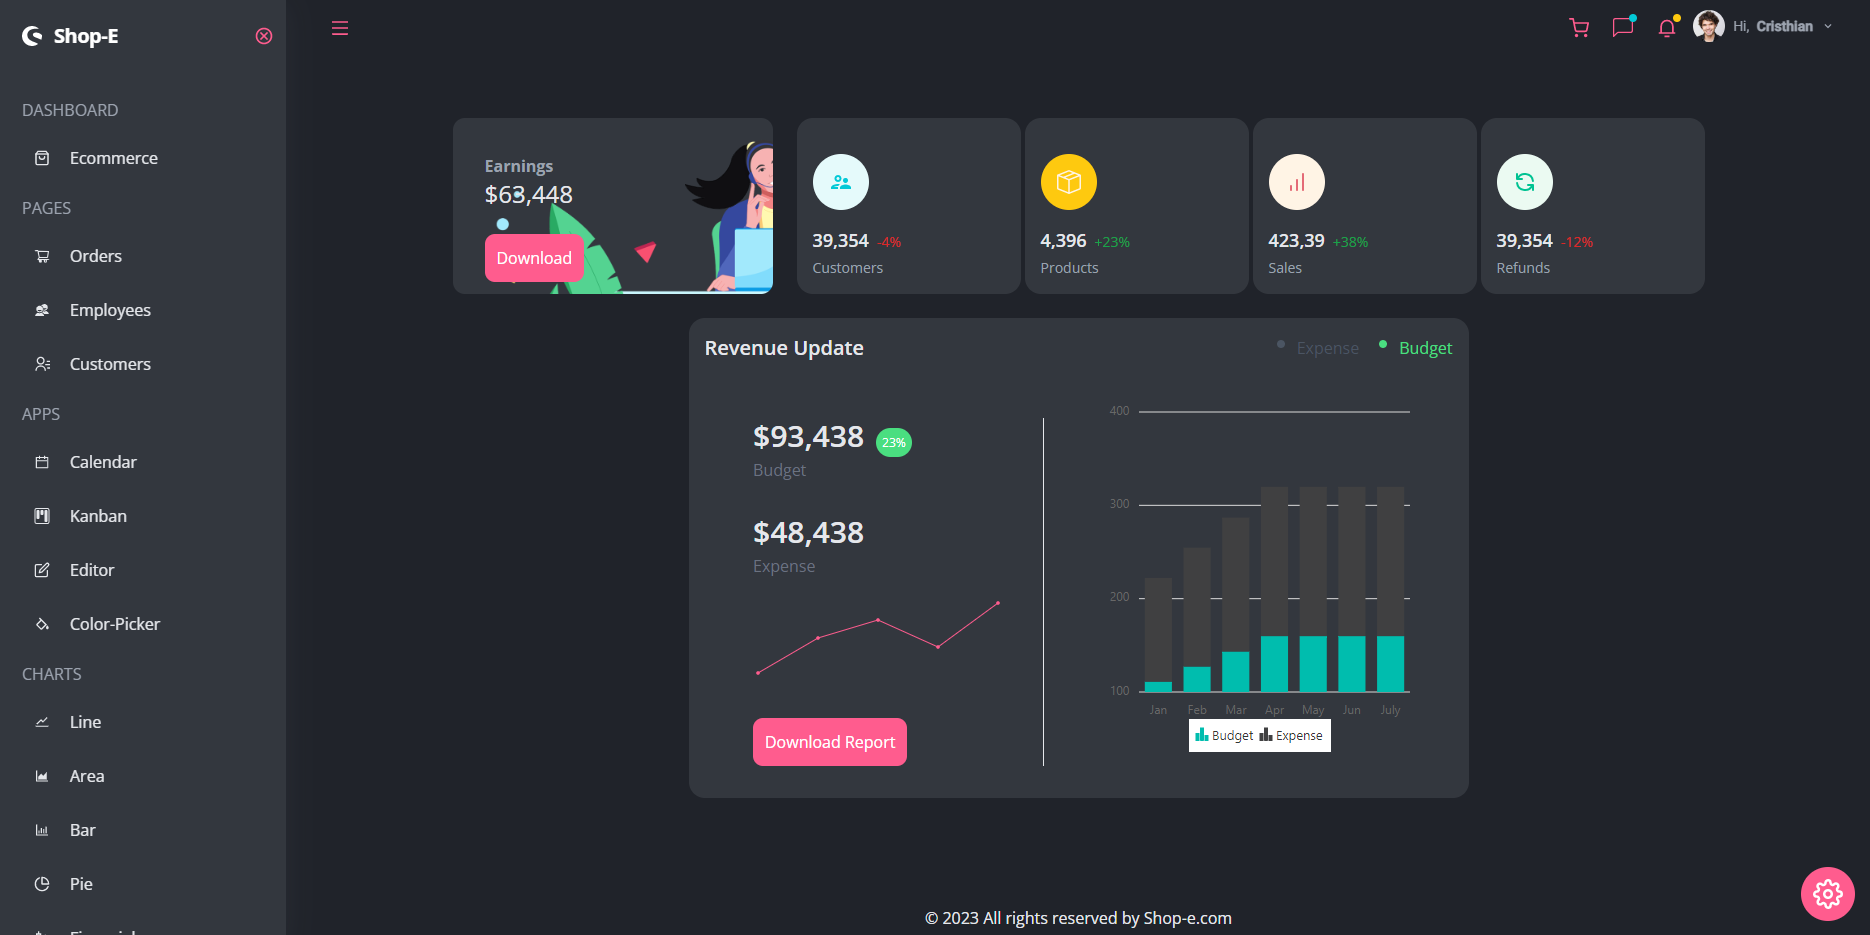 Shop-E
DASHBOARD
Ecommerce
PAGES
Orders
Employees
Customers
APPS
Calendar
Kanban
Editor
Color-Picker
CHARTS
Line
Area
Bar
Pie
Financial
Hi, Cristhian
Earnings
$63,448
Download
39,354 -4%
Customers
4,396 +23%
Products
423,39 +38%
Sales
39,354 -12%
Refunds
Revenue Update
Expense
Budget
$93,438 23%
Budget
$48,438
Expense
Download Report
400
300
200
100
Jan Feb Mar Apr May Jun July
Budget Expense
© 2023 All rights reserved by Shop-e.com